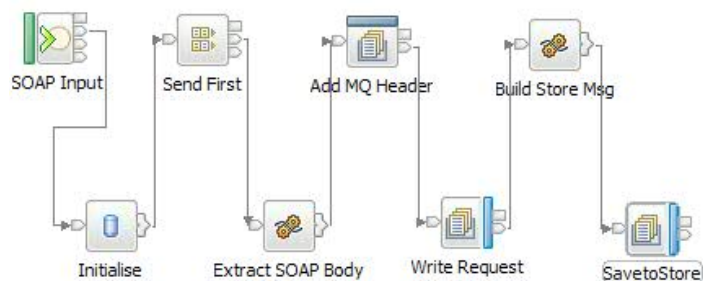 SOAP Input
Send First
Add MQ Header
Build Store Msg
Initialise
Extract SOAP Body
Write Request
SavetoStore